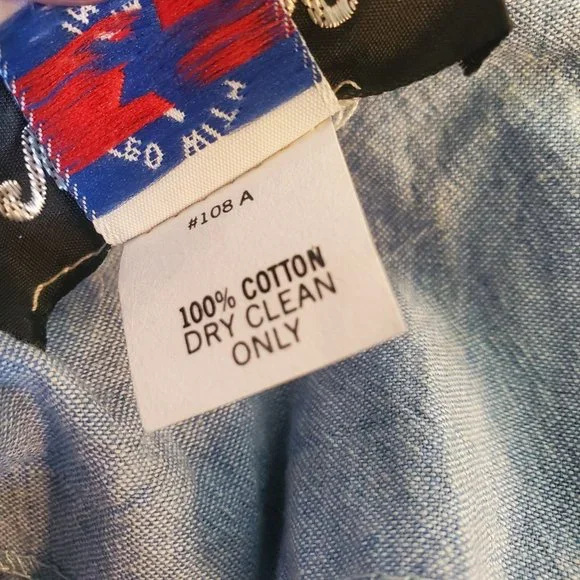 #108 A
100% COTTON
DRY CLEAN
ONLY